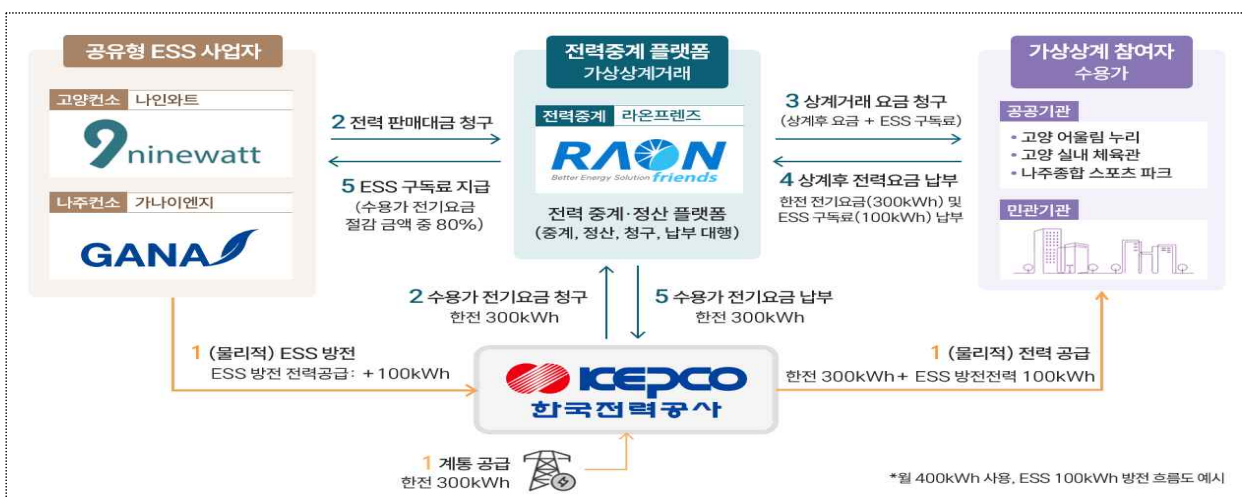 공유형 ESS 사업자
고양컨소 나인와트
9 ninewatt
나주컨소 가나이엔지
GANA
2 전력 판매대금 청구
5 ESS 구독료 지급
(수용가 전기요금
절감 금액 중 80%)
전력중계 플랫폼
가상상계거래
전력중계 라온프렌즈
RAON
Better Energy Solution friends
전력 중계·정산 플랫폼
(중계, 정산, 청구, 납부 대행)
3 상계거래 요금 청구
(상계후 요금 + ESS 구독료)
4 상계후 전력요금 납부
한전 전기요금(300kWh) 및
ESS 구독료(100kWh) 납부
가상상계 참여자
수용가
공공기관
• 고양 어울림 누리
• 고양 실내 체육관
• 나주종합 스포츠 파크
민관기관
2 수용가 전기요금 청구
한전 300kWh
5 수용가 전기요금 납부
한전 300kWh
1 (물리적) ESS 방전
ESS 방전 전력공급: +100kWh
KEPCO
한국전력공사
1 (물리적) 전력 공급
한전 300kWh+ ESS 방전전력 100kWh
1 계통 공급
한전 300kWh
*월 400kWh 사용, ESS 100kWh 방전 흐름도 예시